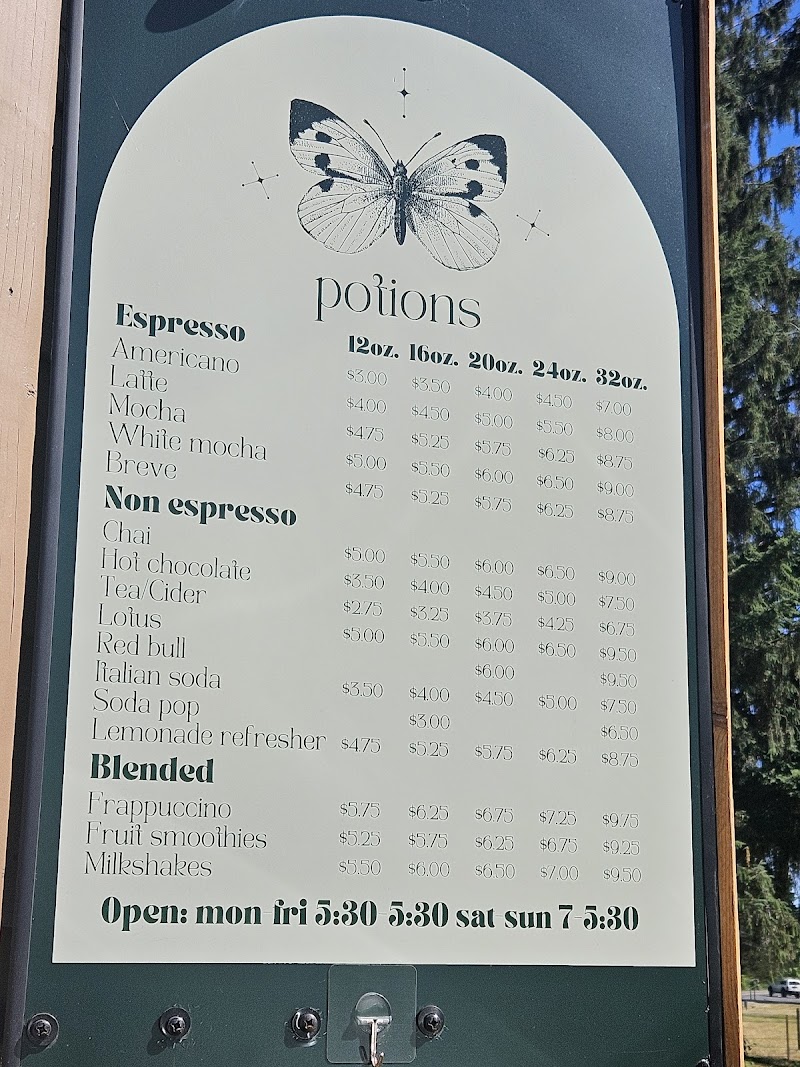 potions
Espresso 12oz. 16oz. 20oz. 24oz. 32oz.
Americano $3.00 $3.50 $4.00 $4.50 $7.00
Latte $4.00 $4.50 $5.00 $5.50 $8.00
Mocha $4.75 $5.25 $5.75 $6.25 $8.75
White mocha $5.00 $5.50 $6.00 $6.50 $9.00
Breve $4.75 $5.25 $5.75 $6.25 $8.75
Non espresso
Chai $5.00 $5.50 $6.00 $6.50 $9.00
Hot chocolate $3.50 $4.00 $4.50 $5.00 $7.50
Tea/Cider $2.75 $3.25 $3.75 $4.25 $6.75
Lotus $5.00 $5.50 $6.00 $6.50 $9.50
Red bull $6.00 $9.50
Italian soda $3.50 $4.00 $4.50 $5.00 $7.50
Soda pop $3.00 $6.50
Lemonade refresher $4.75 $5.25 $5.75 $6.25 $8.75
Blended
Frappuccino $5.75 $6.25 $6.75 $7.25 $9.75
Fruit smoothies $5.25 $5.75 $6.25 $6.75 $9.25
Milkshakes $5.50 $6.00 $6.50 $7.00 $9.50
Open: mon-fri 5:30-5:30 sat-sun 7-5:30